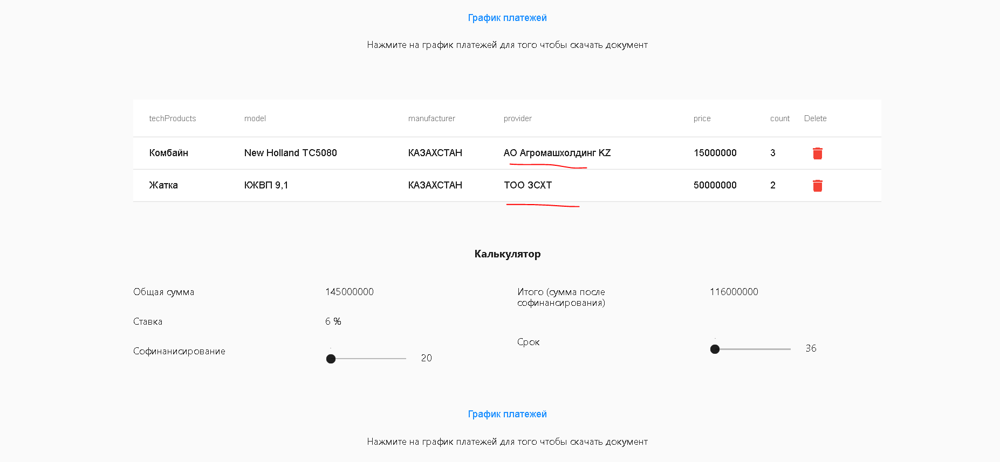 График платежей
Нажмите на график платежей для того чтобы скачать документ
techProducts model manufacturer provider price count Delete
Комбайн New Holland TC5080 КАЗАХСТАН АО Агромашхолдинг KZ 15000000 3
Жатка КЖВП 9,1 КАЗАХСТАН ТОО ЗСХТ 50000000 2
Калькулятор
Общая сумма 145000000 Итого (сумма после
софинансирования) 116000000
Ставка 6 %
Срок 36
Софинанисирование 20
График платежей
Нажмите на график платежей для того чтобы скачать документ